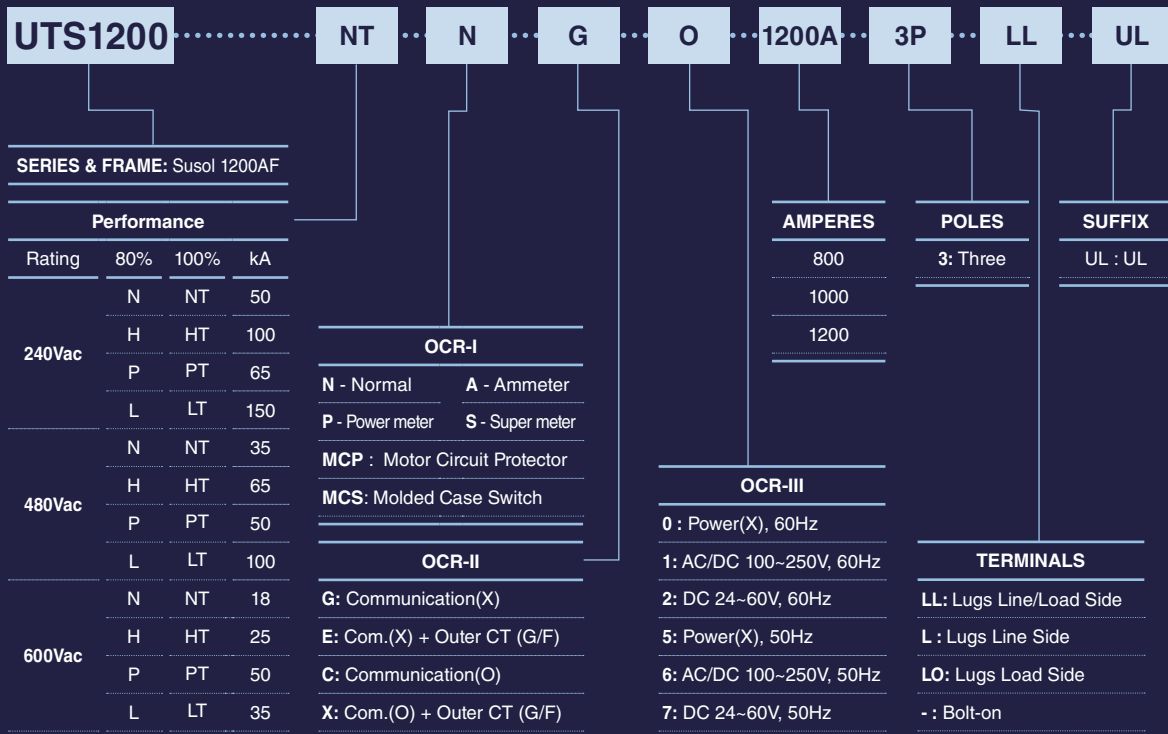 UTS1200 NT N G O 1200A 3P LL UL
SERIES & FRAME: Susol 1200AF
Performance
Rating 80% 100% kA
240Vac
N NT 50
H HT 100
P PT 65
L LT 150
480Vac
N NT 35
H HT 65
P PT 50
L LT 100
600Vac
N NT 18
H HT 25
P PT 50
L LT 35
OCR-I
N - Normal A - Ammeter
P - Power meter S - Super meter
MCP : Motor Circuit Protector
MCS: Molded Case Switch
OCR-II
G: Communication(X)
E: Com.(X) + Outer CT (G/F)
C: Communication(O)
X: Com.(O) + Outer CT (G/F)
OCR-III
0 : Power(X), 60Hz
1: AC/DC 100~250V, 60Hz
2: DC 24~60V, 60Hz
5: Power(X), 50Hz
6: AC/DC 100~250V, 50Hz
7: DC 24~60V, 50Hz
AMPERES
800
1000
1200
POLES
3: Three
TERMINALS
LL: Lugs Line/Load Side
L : Lugs Line Side
LO: Lugs Load Side
- : Bolt-on
SUFFIX
UL : UL